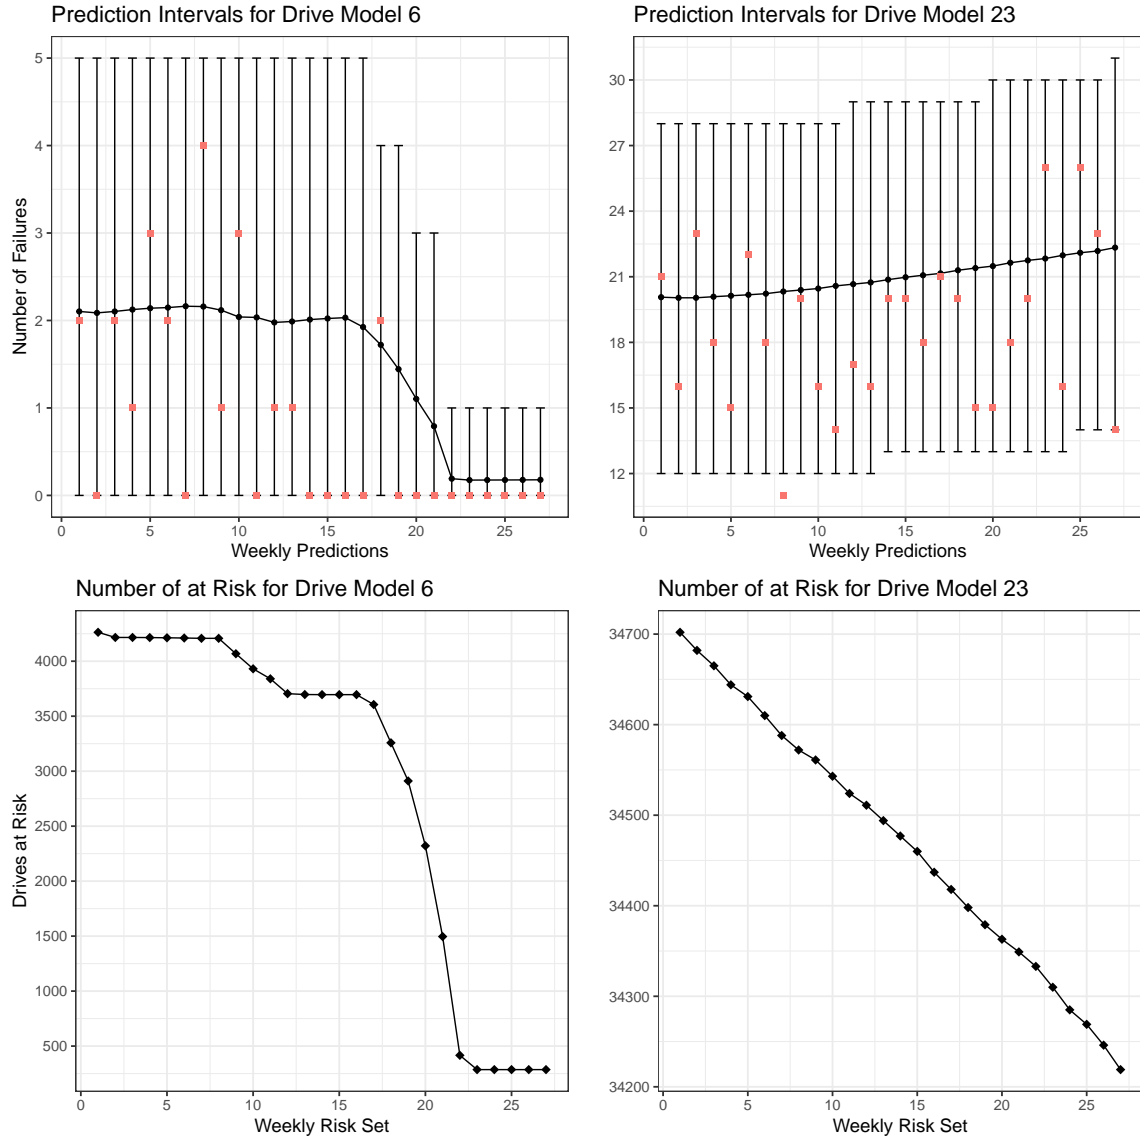 Prediction Intervals for Drive Model 6
Number of Failures
5
4
3
2
1
0
0 5 10 15 20 25
Weekly Predictions
Prediction Intervals for Drive Model 23
30
27
24
21
18
15
12
0 5 10 15 20 25
Weekly Predictions
Number of at Risk for Drive Model 6
Drives at Risk
4000
3500
3000
2500
2000
1500
1000
500
0 5 10 15 20 25
Weekly Risk Set
Number of at Risk for Drive Model 23
34700
34600
34500
34400
34300
34200
0 5 10 15 20 25
Weekly Risk Set